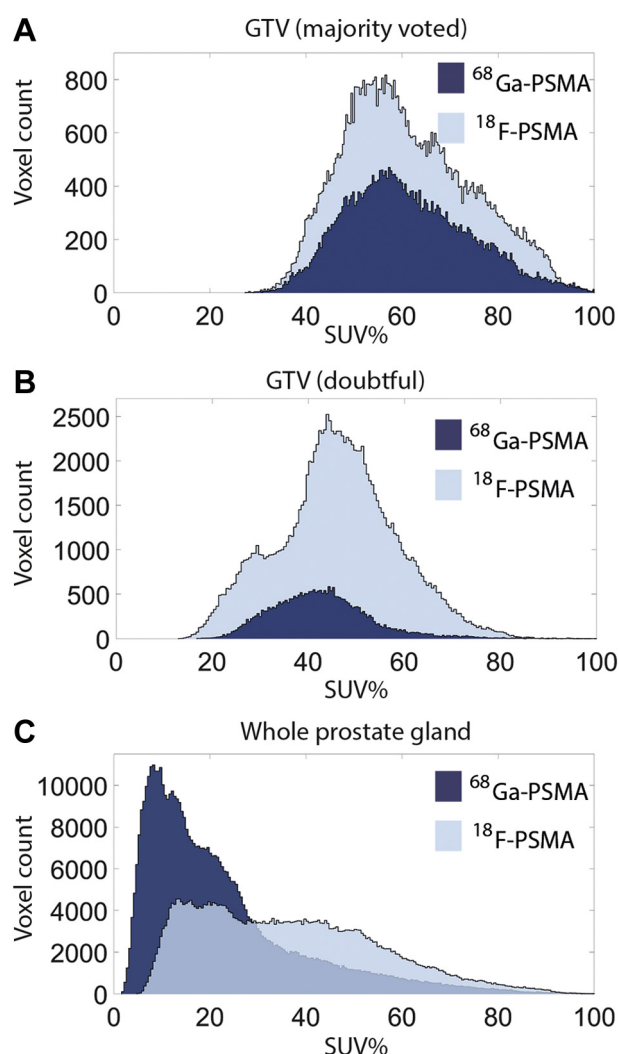 A
GTV (majority voted)
68Ga-PSMA
18F-PSMA
Voxel count
800
600
400
200
0
0 20 40 60 80 100
SUV%
B
GTV (doubtful)
68Ga-PSMA
18F-PSMA
Voxel count
2500
2000
1500
1000
500
0
0 20 40 60 80 100
SUV%
C
Whole prostate gland
68Ga-PSMA
18F-PSMA
Voxel count
10000
8000
6000
4000
2000
0
0 20 40 60 80 100
SUV%